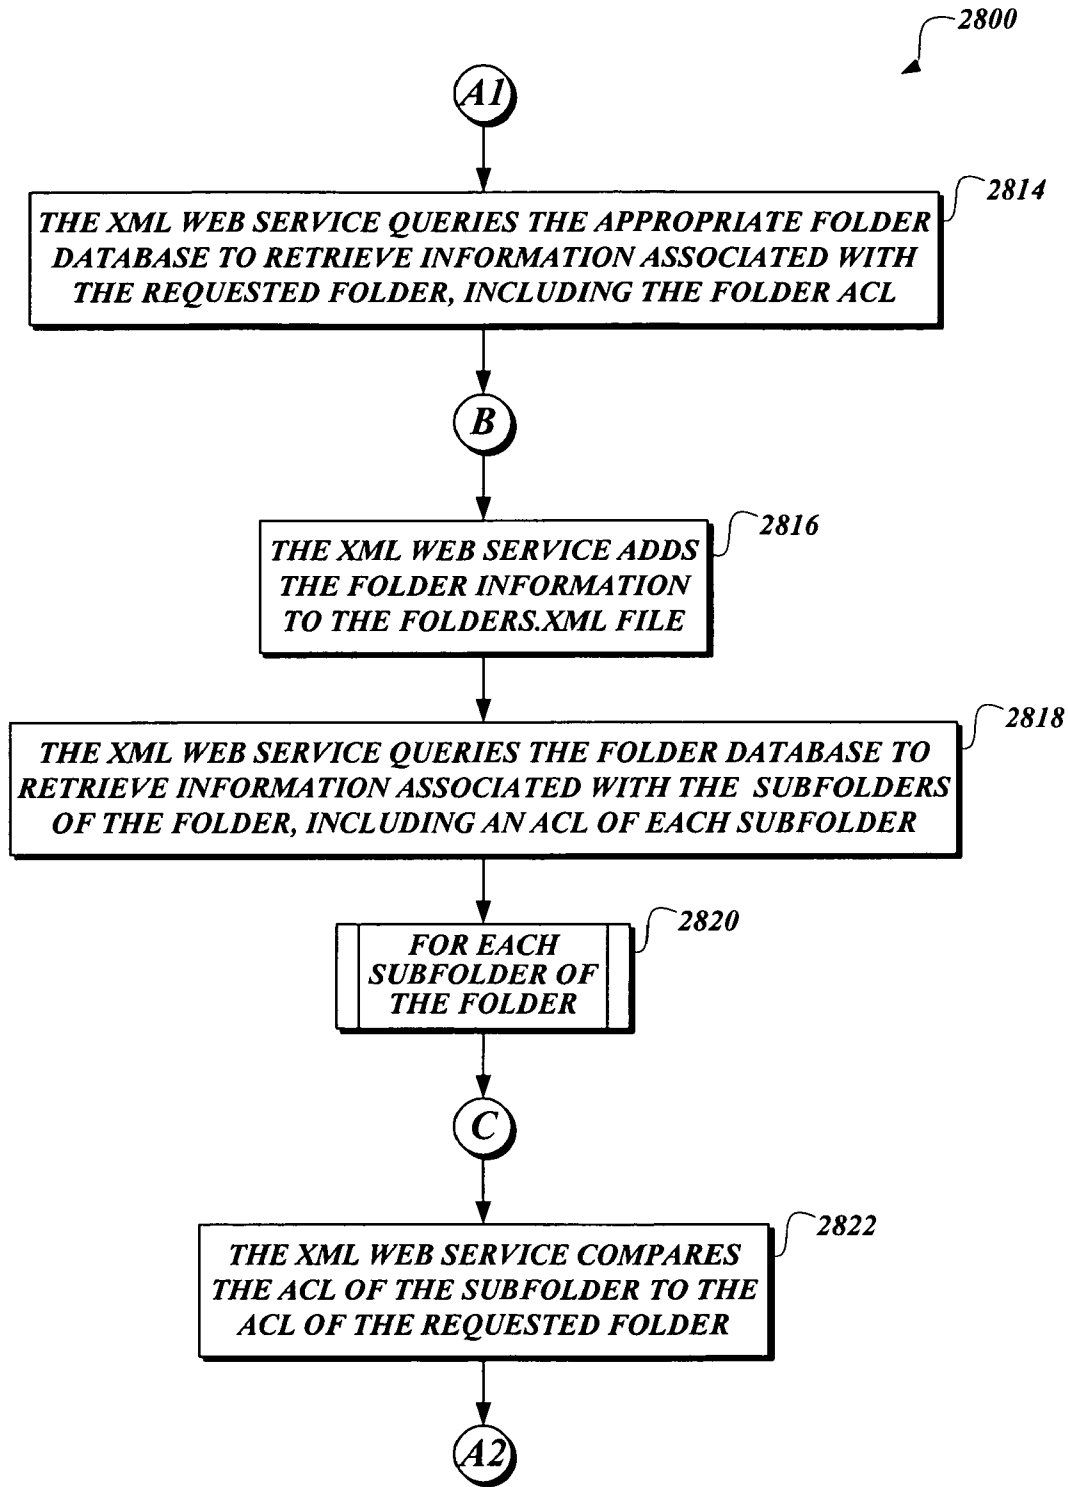 2800
A1
2814
THE XML WEB SERVICE QUERIES THE APPROPRIATE FOLDER
DATABASE TO RETRIEVE INFORMATION ASSOCIATED WITH
THE REQUESTED FOLDER, INCLUDING THE FOLDER ACL
B
2816
THE XML WEB SERVICE ADDS
THE FOLDER INFORMATION
TO THE FOLDERS.XML FILE
2818
THE XML WEB SERVICE QUERIES THE FOLDER DATABASE TO
RETRIEVE INFORMATION ASSOCIATED WITH THE SUBFOLDERS
OF THE FOLDER, INCLUDING AN ACL OF EACH SUBFOLDER
2820
FOR EACH
SUBFOLDER OF
THE FOLDER
C
2822
THE XML WEB SERVICE COMPARES
THE ACL OF THE SUBFOLDER TO THE
ACL OF THE REQUESTED FOLDER
A2